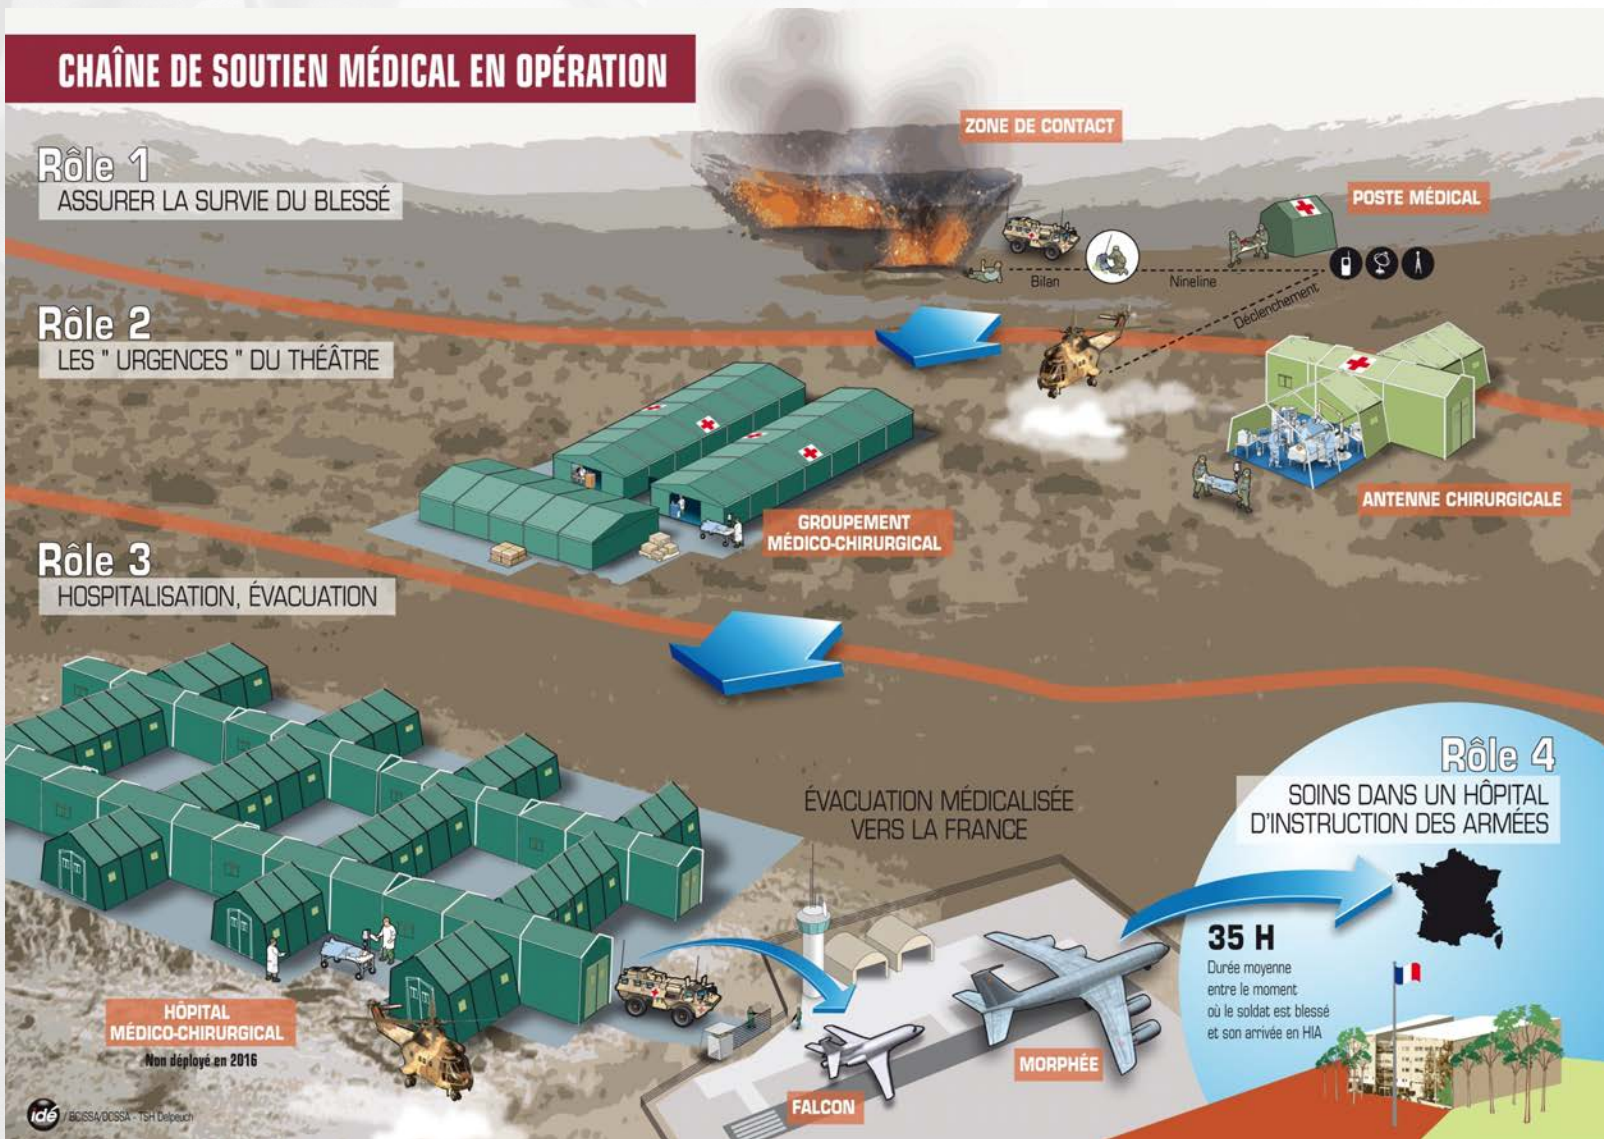 CHAÎNE DE SOUTIEN MÉDICAL EN OPÉRATION
ZONE DE CONTACT
Rôle 1
ASSURER LA SURVIE DU BLESSÉ
POSTE MÉDICAL
Bilan
Nineline
Déclenchement
Rôle 2
LES " URGENCES " DU THÉÂTRE
ANTENNE CHIRURGICALE
GROUPEMENT
MÉDICO-CHIRURGICAL
Rôle 3
HOSPITALISATION, ÉVACUATION
Rôle 4
SOINS DANS UN HÔPITAL
D'INSTRUCTION DES ARMÉES
ÉVACUATION MÉDICALISÉE
VERS LA FRANCE
35 H
Durée moyenne
entre le moment
où le soldat est blessé
et son arrivée en HIA
HÔPITAL
MÉDICO-CHIRURGICAL
Non déployé en 2016
MORPHÉE
FALCON
idé / BCISSA/DCSSA - TSH Delpeuch